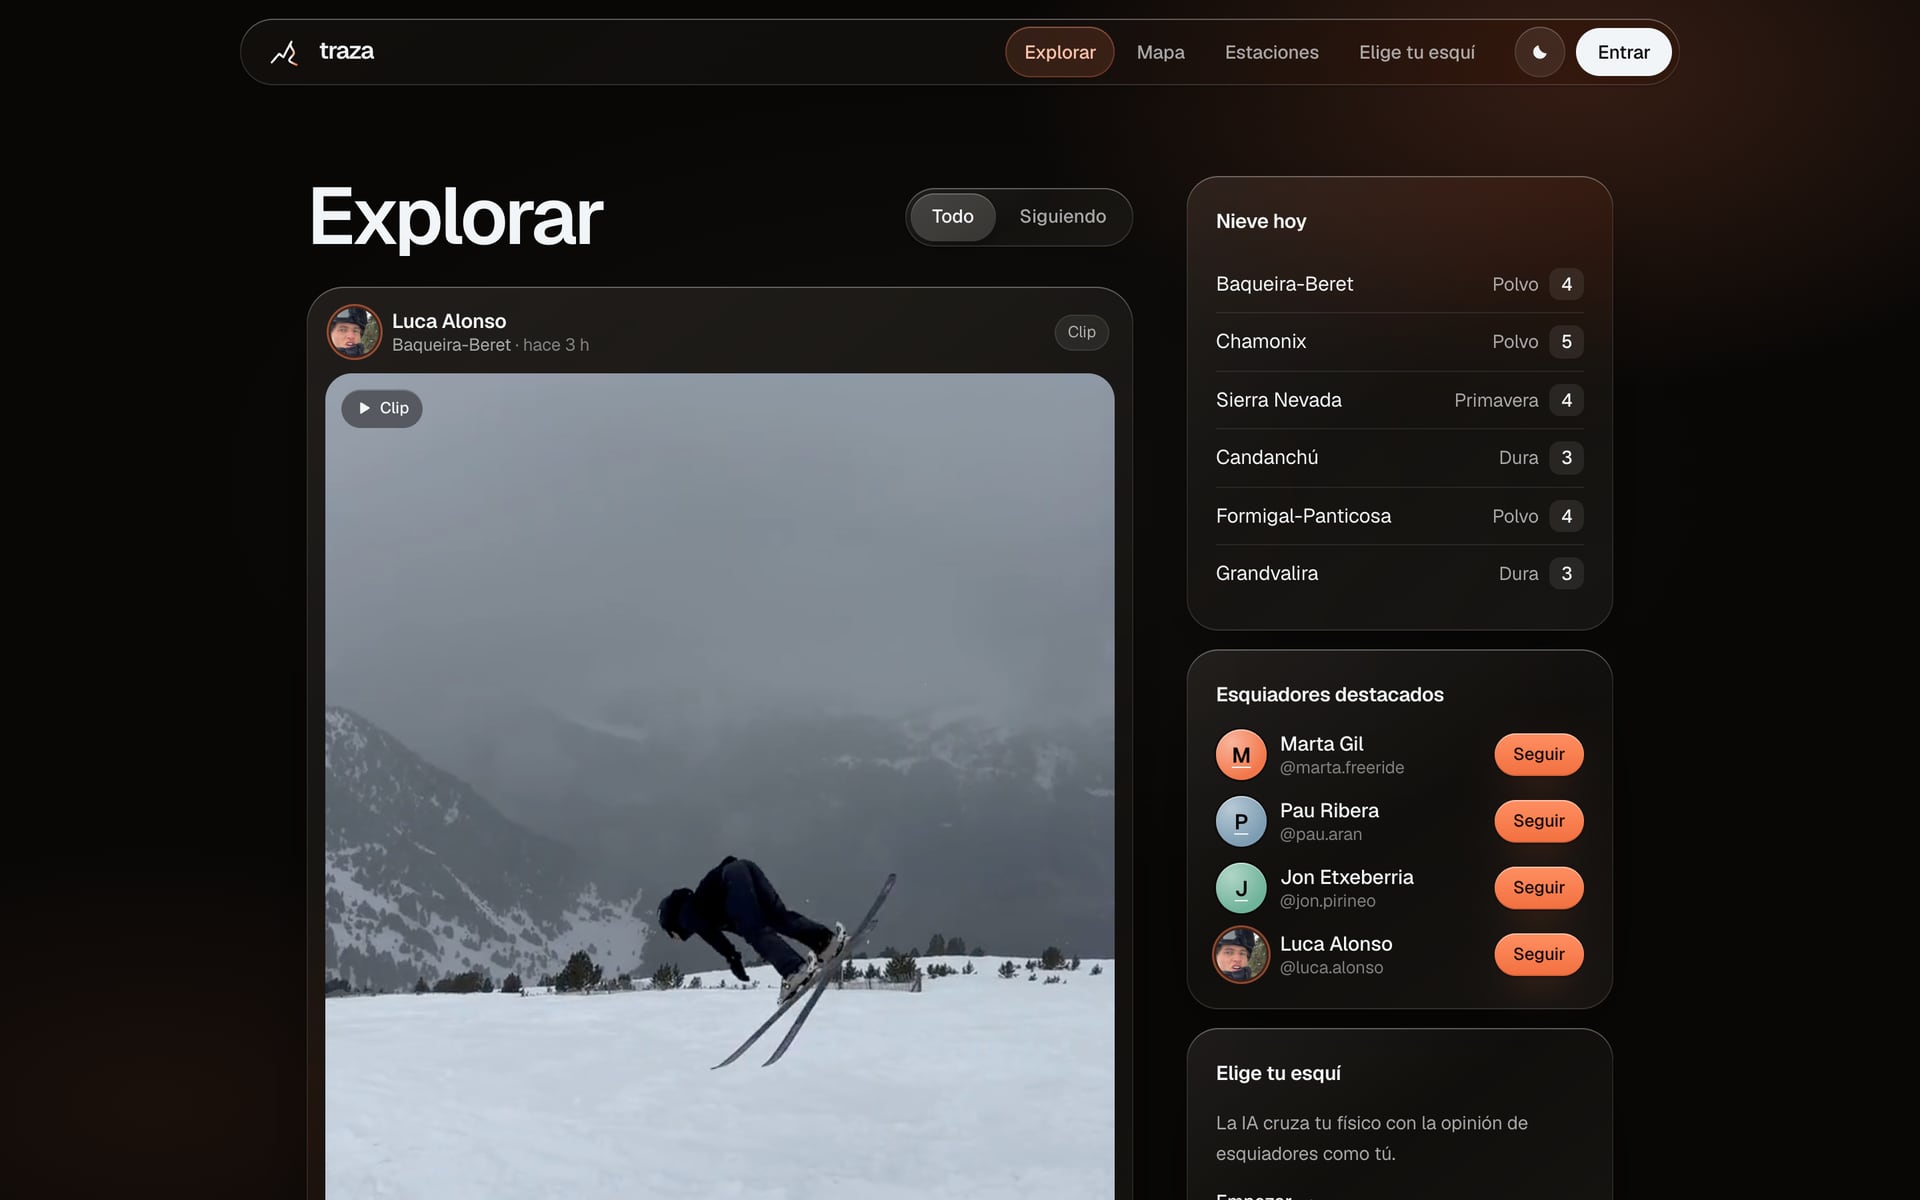 traza
Explorar
Mapa
Estaciones
Elige tu esquí
Entrar
Explorar
Todo
Siguiendo
Luca Alonso
Baqueira-Beret · hace 3 h
Clip
Clip
Nieve hoy
Baqueira-Beret Polvo 4
Chamonix Polvo 5
Sierra Nevada Primavera 4
Candanchú Dura 3
Formigal-Panticosa Polvo 4
Grandvalira Dura 3
Esquiadores destacados
M
Marta Gil
@marta.freeride
Seguir
P
Pau Ribera
@pau.aran
Seguir
J
Jon Etxeberria
@jon.pirineo
Seguir
Luca Alonso
@luca.alonso
Seguir
Elige tu esquí
La IA cruza tu físico con la opinión de
esquiadores como tú.